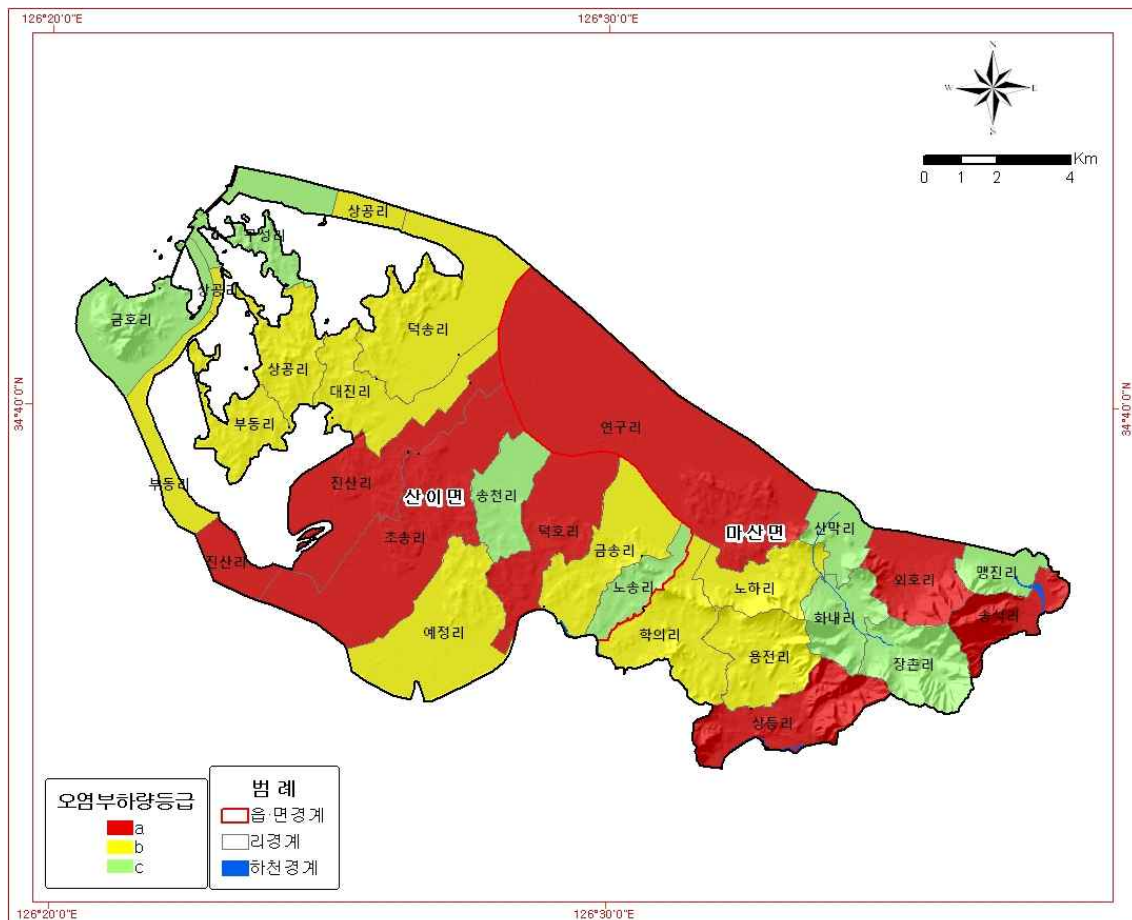 126°20'0"E
126°30'0"E
N
W
E
S
Km
0 1 2 4
상공리
상공리
금호리
덕송리
상공리
대진리
34°40'0"N
34°40'0"N
부동리
연구리
부동리
진산리
산이면
송천리
마산면
산막리
조송리
덕호리
금송리
진산리
외호리
맹진리
노송리
노하리
화내리
송석리
예정리
학의리
용전리
장촌리
상등리
오염부하량등급
a
b
c
범 례
읍·면경계
리경계
하천경계
126°20'0"E
126°30'0"E